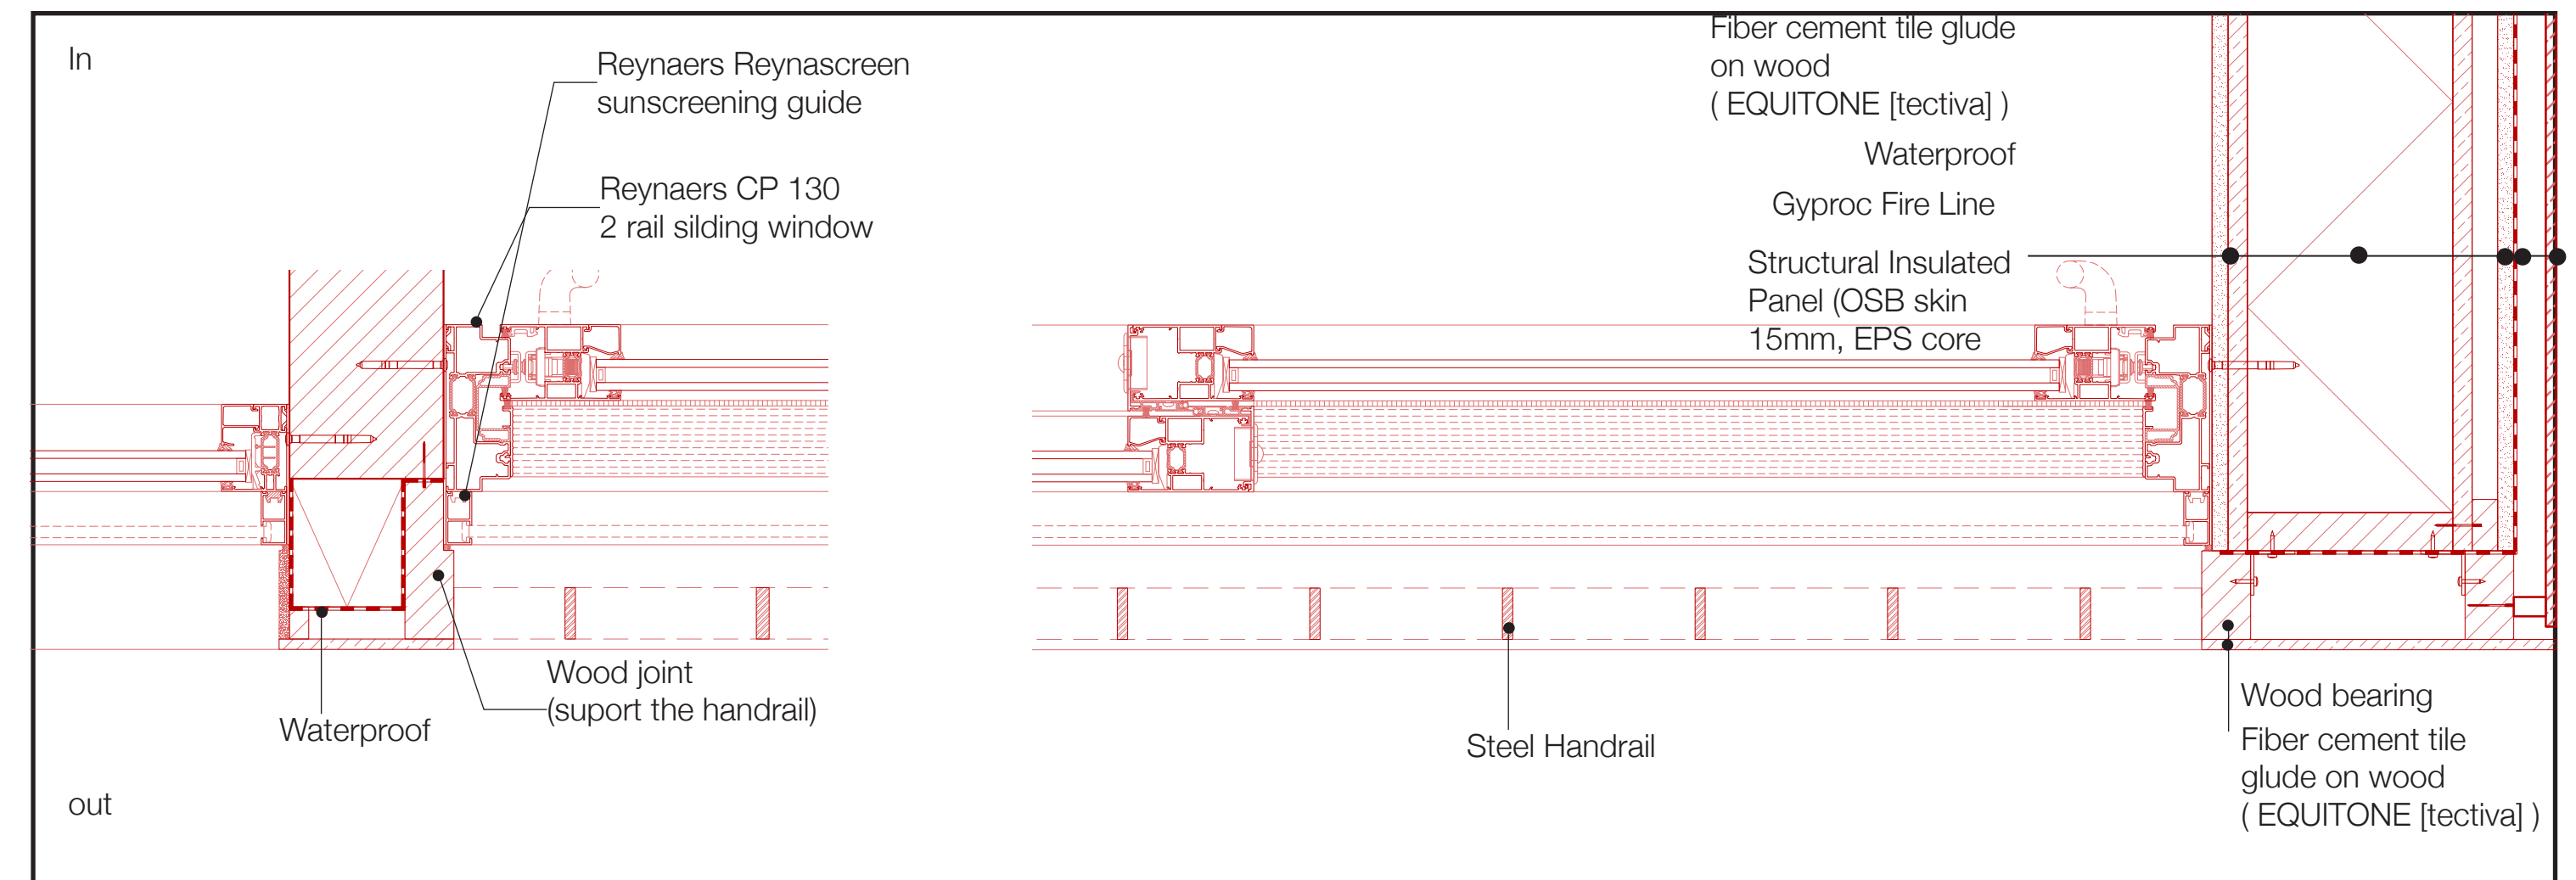 In
Reynaers Reynascreen
sunscreening guide
Reynaers CP 130
2 rail silding window
Fiber cement tile glude
on wood
( EQUITONE [tectiva] )
Waterproof
Gyproc Fire Line
Structural Insulated
Panel (OSB skin
15mm, EPS core
Wood joint
(suport the handrail)
Waterproof
Steel Handrail
Wood bearing
Fiber cement tile
glude on wood
( EQUITONE [tectiva] )
out